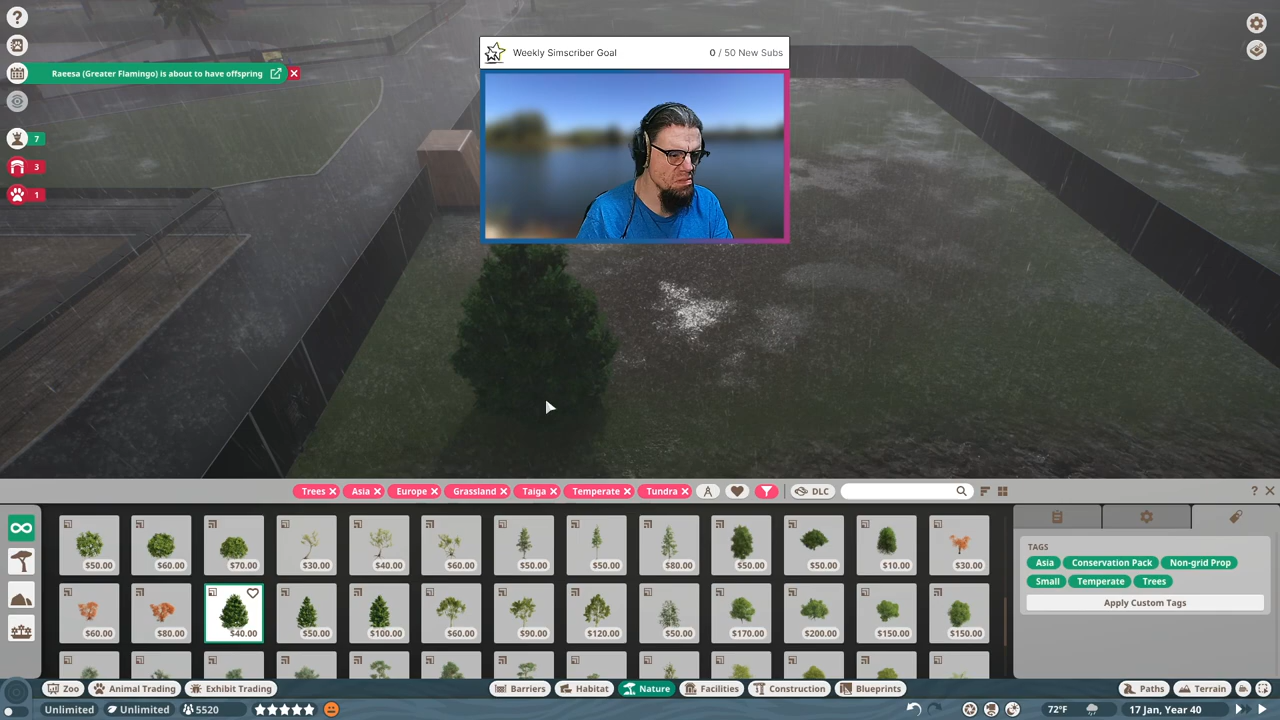 Weekly Simscriber Goal 0 / 50 New Subs
Raeesa (Greater Flamingo) is about to have offspring
7
3
1
Trees Asia Europe Grassland Taiga Temperate Tundra DLC
$50.00 $60.00 $70.00 $30.00 $40.00 $60.00 $50.00 $50.00 $80.00 $50.00 $50.00 $10.00 $30.00
$60.00 $80.00 $40.00 $50.00 $100.00 $60.00 $90.00 $120.00 $50.00 $170.00 $200.00 $150.00 $150.00
TAGS
Asia Conservation Pack Non-grid Prop
Small Temperate Trees
Apply Custom Tags
Zoo Animal Trading Exhibit Trading Barriers Habitat Nature Facilities Construction Blueprints Paths Terrain
Unlimited Unlimited 5520 72°F 17 Jan, Year 40